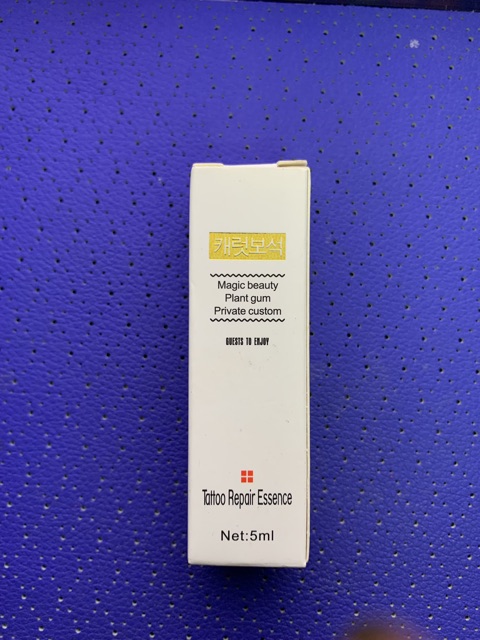 캐럿보석
Magic beauty
Plant gum
Private custom
GUESTS TO ENJOY
Tattoo Repair Essence
Net:5ml